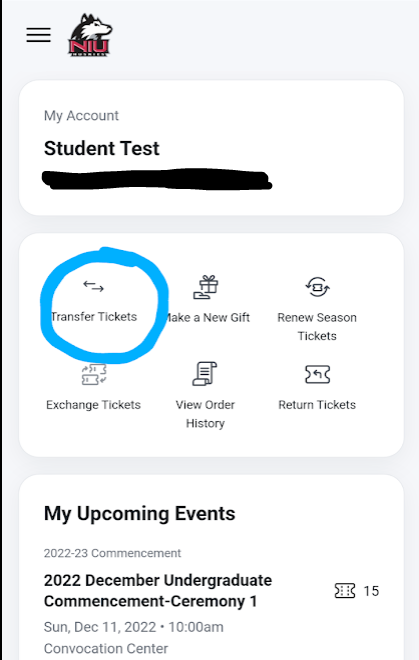 NIU
HUSKIES
My Account
Student Test
Transfer Tickets
Make a New Gift
Renew Season
Tickets
Exchange Tickets
View Order
History
Return Tickets
My Upcoming Events
2022-23 Commencement
2022 December Undergraduate
Commencement-Ceremony 1
15
Sun, Dec 11, 2022 • 10:00am
Convocation Center